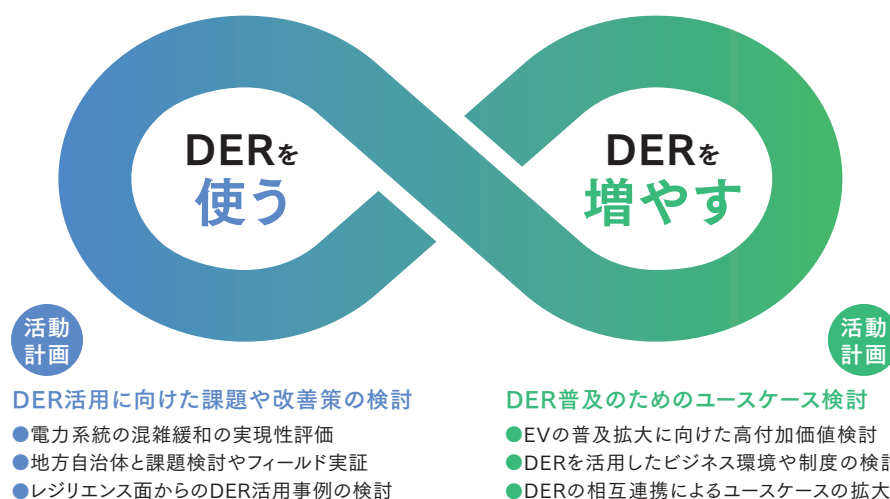 DERを
使う
DERを
増やす
活動
計画
DER活用に向けた課題や改善策の検討
●電力系統の混雑緩和の実現性評価
●地方自治体と課題検討やフィールド実証
●レジリエンス面からのDER活用事例の検討
活動
計画
DER普及のためのユースケース検討
●EVの普及拡大に向けた高付加価値検討
●DERを活用したビジネス環境や制度の検討
●DERの相互連携によるユースケースの拡大